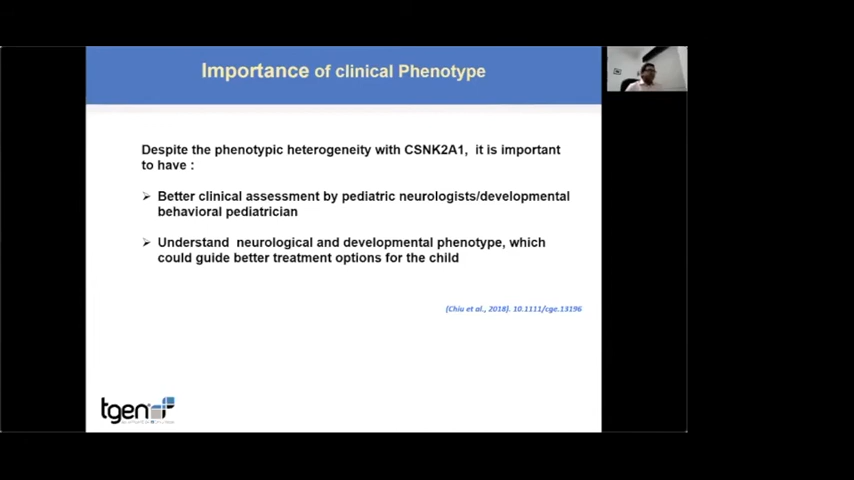 Importance of clinical Phenotype
Despite the phenotypic heterogeneity with CSNK2A1, it is important
to have :
➢ Better clinical assessment by pediatric neurologists/developmental
behavioral pediatrician
➢ Understand neurological and developmental phenotype, which
could guide better treatment options for the child
(Chiu et al., 2018). 10.1111/cge.13196
tgen